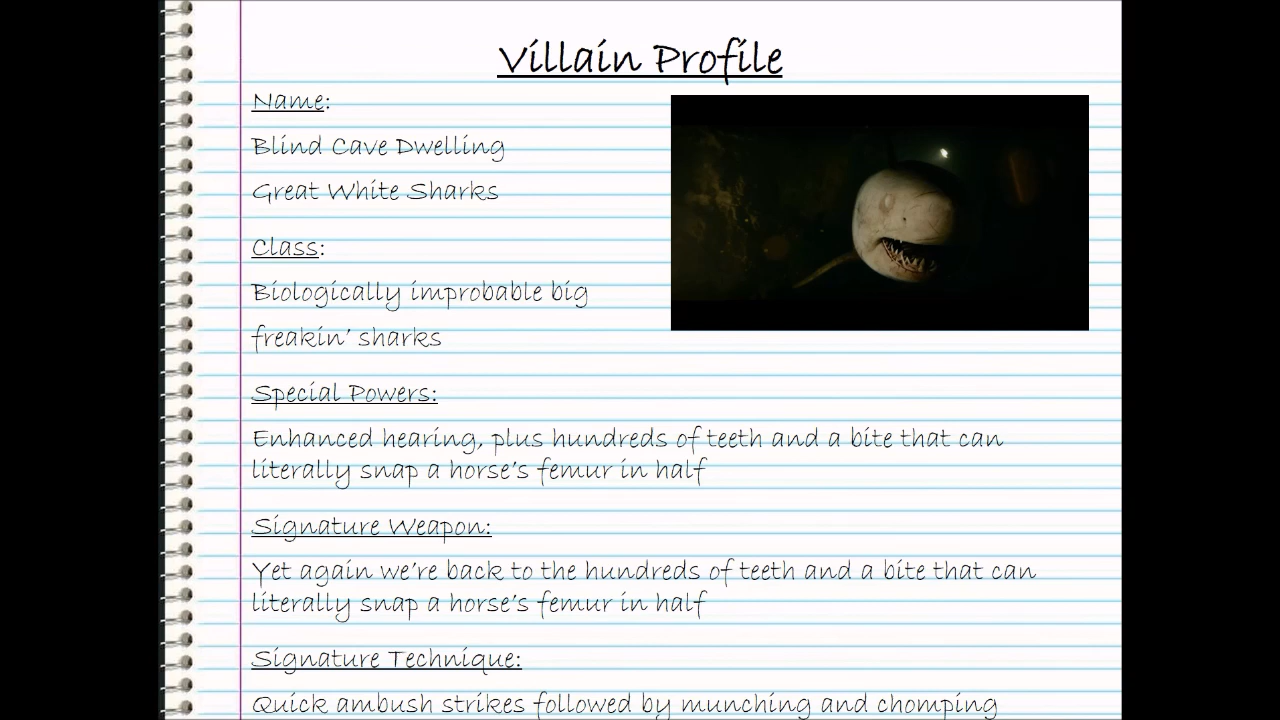 Villain Profile
Name:
Blind Cave Dwelling
Great White Sharks
Class:
Biologically improbable big
freakin' sharks
Special Powers:
Enhanced hearing, plus hundreds of teeth and a bite that can
literally snap a horse's femur in half
Signature Weapon:
Yet again we're back to the hundreds of teeth and a bite that can
literally snap a horse's femur in half
Signature Technique:
Quick ambush strikes followed by munching and chomping